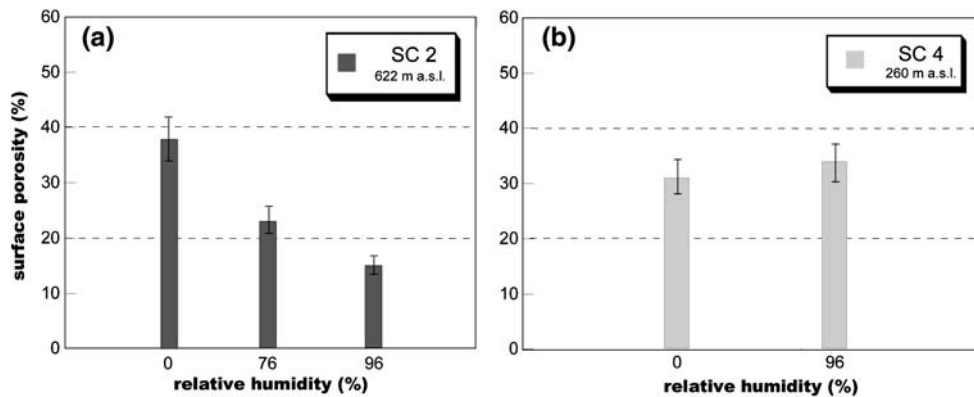 (a)
SC 2
622 m a.s.l.
surface porosity (%)
60
50
40
30
20
10
0
0 76 96
relative humidity (%)
(b)
SC 4
260 m a.s.l.
60
50
40
30
20
10
0
0 96
relative humidity (%)